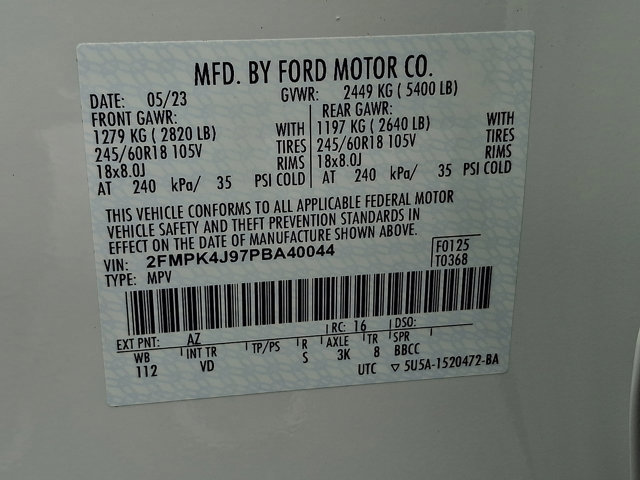 MFD. BY FORD MOTOR CO.
DATE: 05/23 GVWR: 2449 KG ( 5400 LB)
FRONT GAWR: REAR GAWR:
1279 KG ( 2820 LB) WITH 1197 KG ( 2640 LB) WITH
245/60R18 105V TIRES 245/60R18 105V TIRES
18x8.0J RIMS 18x8.0J RIMS
AT 240 kPa/ 35 PSI COLD AT 240 kPa/ 35 PSI COLD
THIS VEHICLE CONFORMS TO ALL APPLICABLE FEDERAL MOTOR
VEHICLE SAFETY AND THEFT PREVENTION STANDARDS IN
EFFECT ON THE DATE OF MANUFACTURE SHOWN ABOVE.
VIN: 2FMPK4J97PBA40044 F0125
TYPE: MPV T0368
EXT PNT: AZ RC: 16 DSO:
WB INT TR TP/PS R AXLE TR SPR
112 VD S 3K 8 BBCC
UTC ▽ 5U5A-1520472-BA